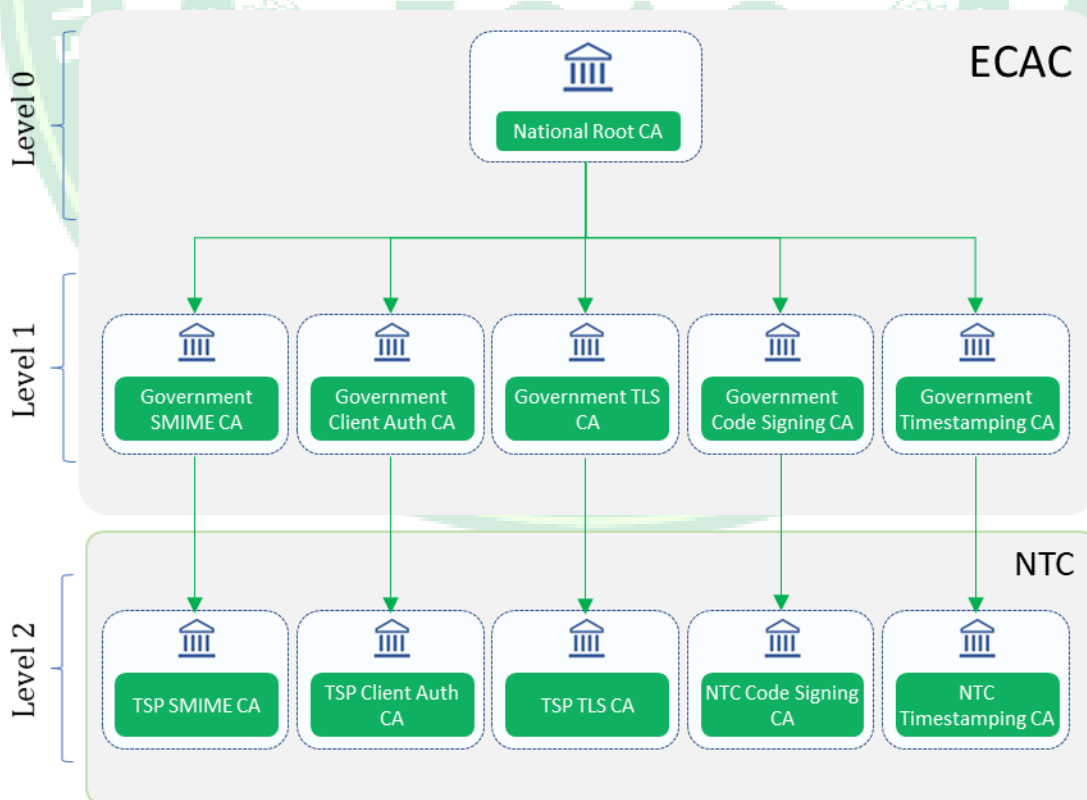 ECAC
Level 0
National Root CA
Level 1
Government
SMIME CA
Government
Client Auth CA
Government TLS
CA
Government
Code Signing CA
Government
Timestamping CA
NTC
Level 2
TSP SMIME CA
TSP Client Auth
CA
TSP TLS CA
NTC Code Signing
CA
NTC
Timestamping CA